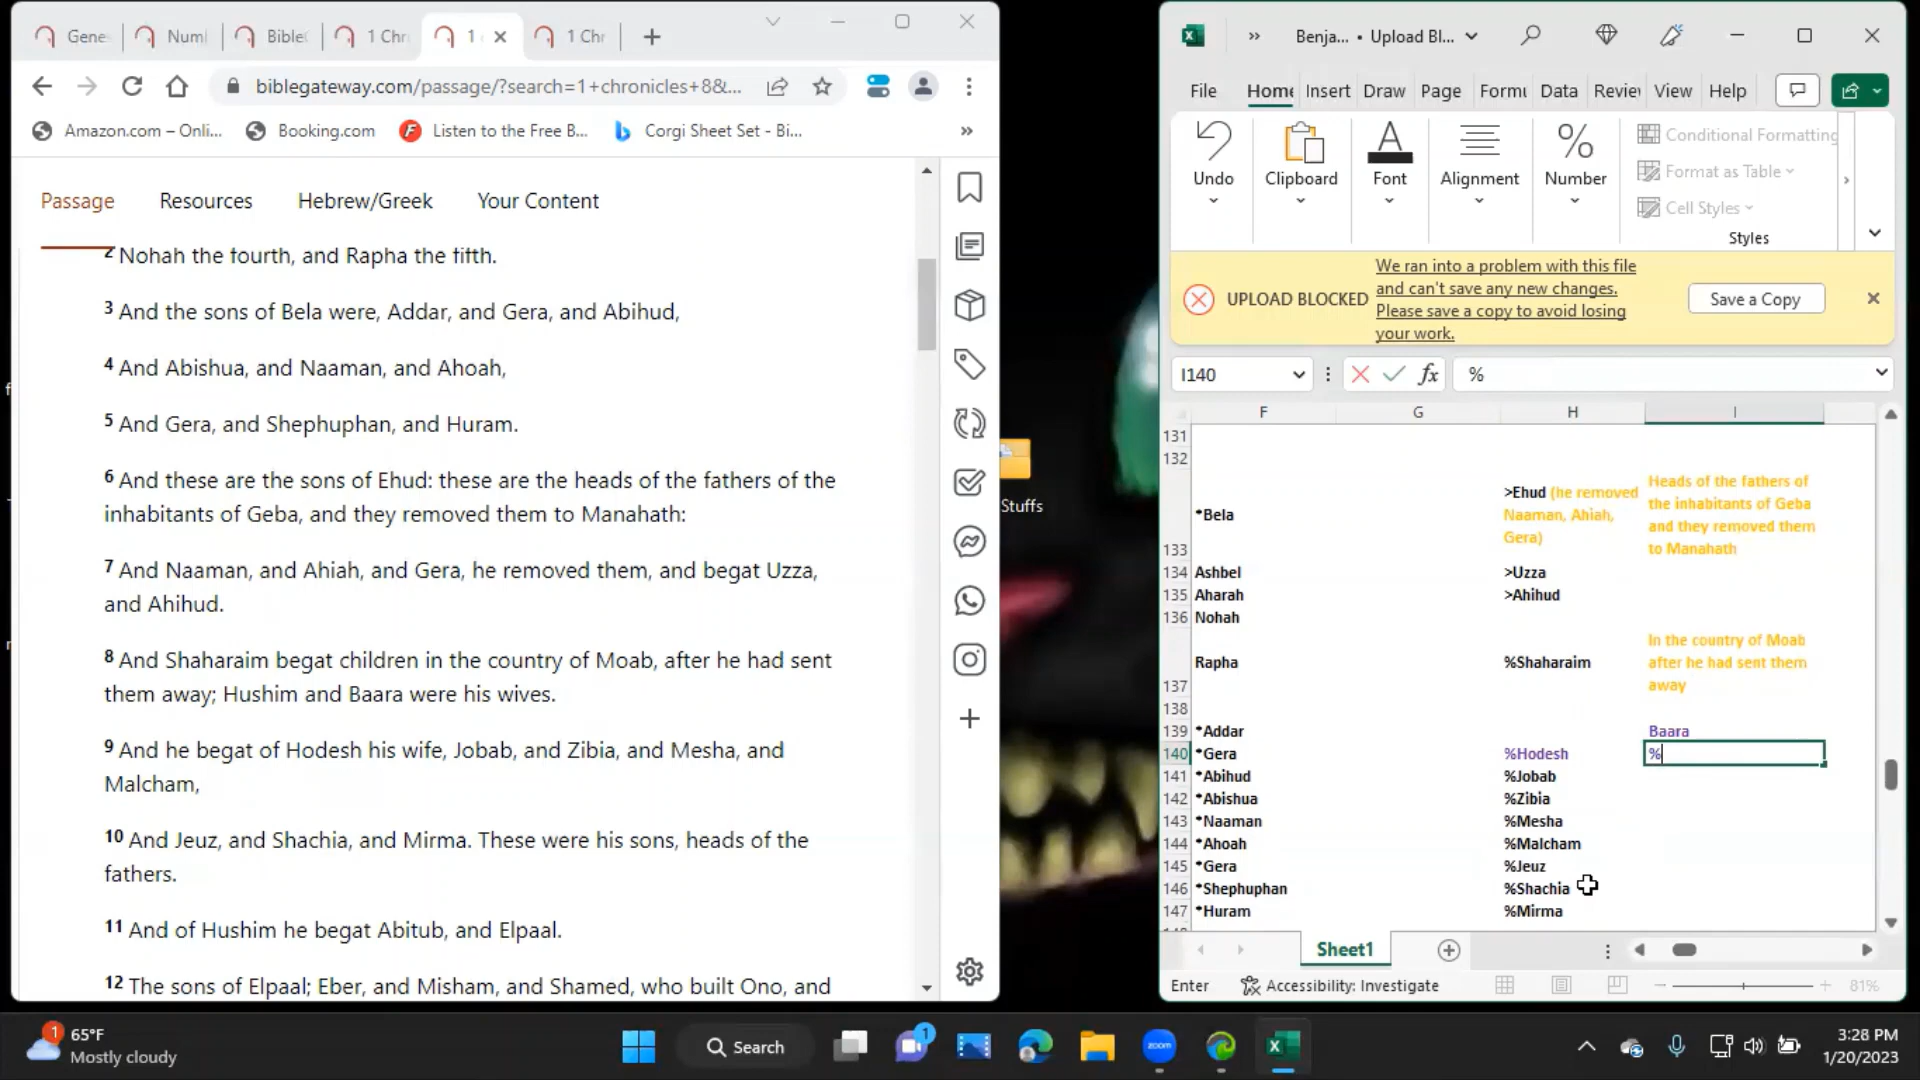 Gene
Numl
Bible
1 Chr
1
1 Chr
biblegateway.com/passage/?search=1+chronicles+8&...
Amazon.com – Onli...
Booking.com
Listen to the Free B...
Corgi Sheet Set - Bi...
Passage
Resources
Hebrew/Greek
Your Content
2 Nohah the fourth, and Rapha the fifth.
3 And the sons of Bela were, Addar, and Gera, and Abihud,
4 And Abishua, and Naaman, and Ahoah,
5 And Gera, and Shephuphan, and Huram.
6 And these are the sons of Ehud: these are the heads of the fathers of the
inhabitants of Geba, and they removed them to Manahath:
7 And Naaman, and Ahiah, and Gera, he removed them, and begat Uzza,
and Ahihud.
8 And Shaharaim begat children in the country of Moab, after he had sent
them away; Hushim and Baara were his wives.
9 And he begat of Hodesh his wife, Jobab, and Zibia, and Mesha, and
Malcham,
10 And Jeuz, and Shachia, and Mirma. These were his sons, heads of the
fathers.
11 And of Hushim he begat Abitub, and Elpaal.
12 The sons of Elpaal; Eber, and Misham, and Shamed, who built Ono, and
Stuffs
Benja... • Upload Bl...
File
Home
Insert
Draw
Page
Formu
Data
Review
View
Help
Undo
Clipboard
Font
Alignment
Number
Conditional Formatting
Format as Table
Cell Styles
Styles
UPLOAD BLOCKED
We ran into a problem with this file
and can't save any new changes.
Please save a copy to avoid losing
your work.
Save a Copy
I140
fx
%
F G H I
131
132
133 *Bela
>Ehud (he removed
Naaman, Ahiah,
Gera)
Heads of the fathers of
the inhabitants of Geba
and they removed them
to Manahath
134 Ashbel >Uzza
135 Aharah >Ahihud
136 Nohah
137 Rapha %Shaharaim
In the country of Moab
after he had sent them
away
138
139 *Addar Baara
140 *Gera %Hodesh %
141 *Abihud %Jobab
142 *Abishua %Zibia
143 *Naaman %Mesha
144 *Ahoah %Malcham
145 *Gera %Jeuz
146 *Shephuphan %Shachia
147 *Huram %Mirma
Sheet1
Enter
Accessibility: Investigate
81%
1
65°F
Mostly cloudy
Search
1
zoom
3:28 PM
1/20/2023